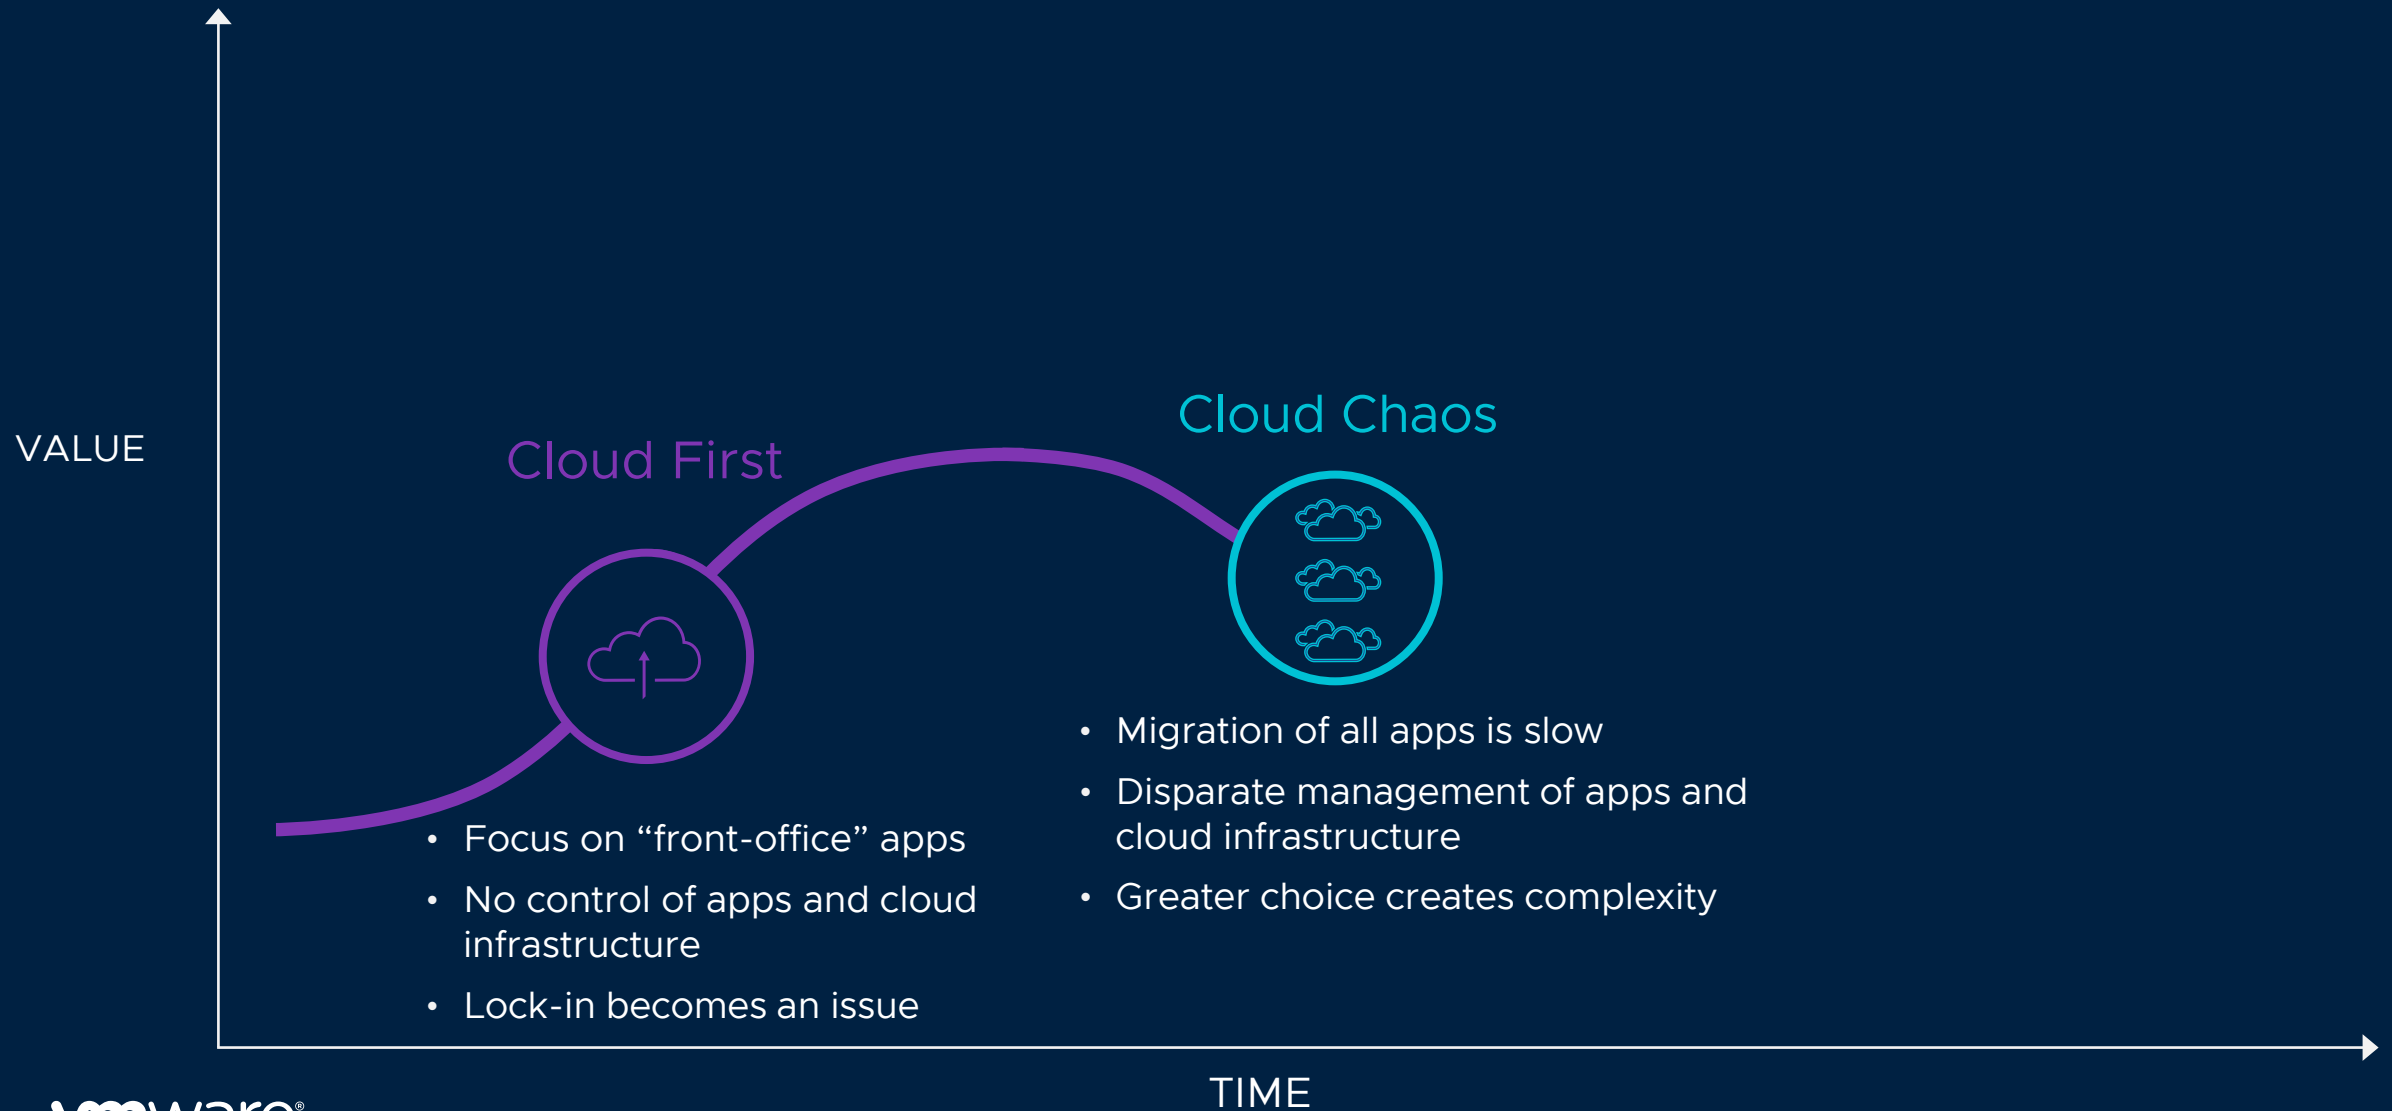 VALUE
Cloud First
Cloud Chaos
• Focus on “front-office” apps
• No control of apps and cloud
infrastructure
• Lock-in becomes an issue
• Migration of all apps is slow
• Disparate management of apps and
cloud infrastructure
• Greater choice creates complexity
TIME
vmware®